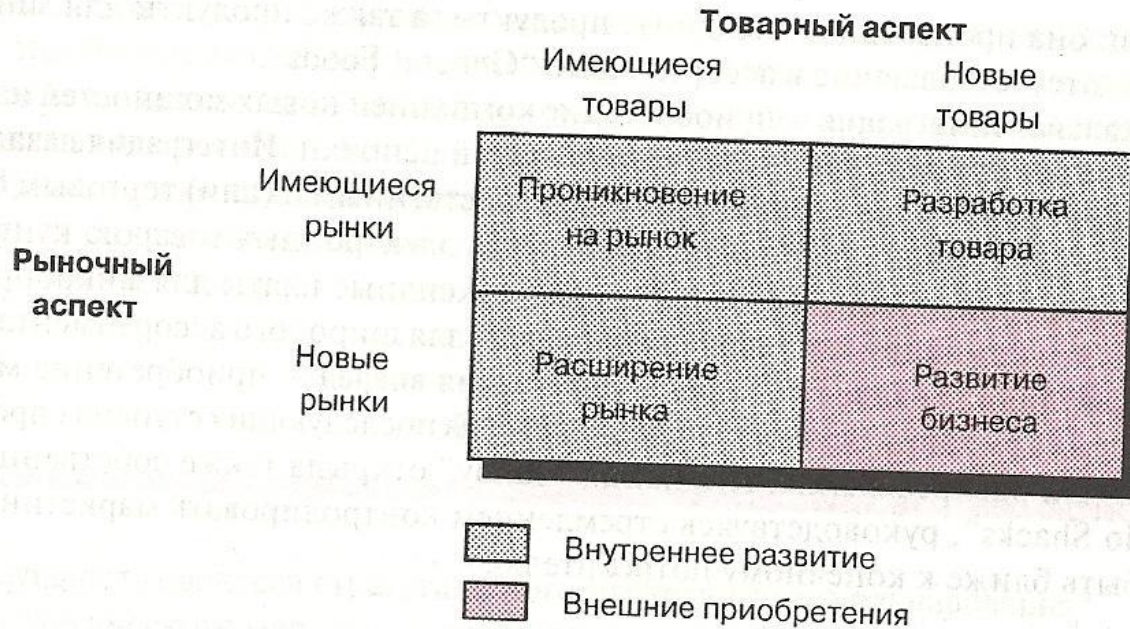 Товарный аспект
Имеющиеся
товары
Новые
товары
Рыночный
аспект
Имеющиеся
рынки
Проникновение
на рынок
Разработка
товара
Новые
рынки
Расширение
рынка
Развитие
бизнеса
Внутреннее развитие
Внешние приобретения